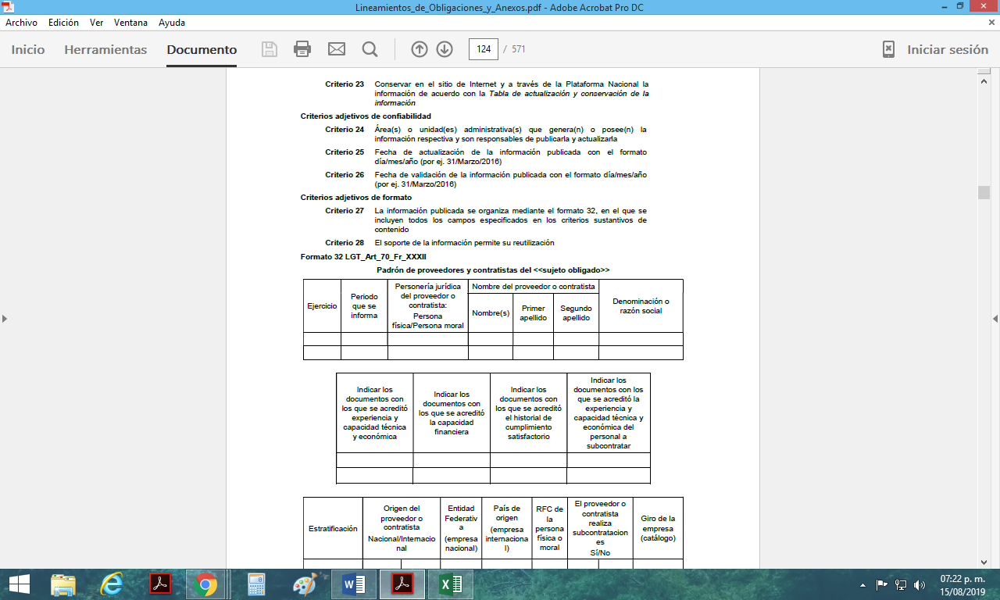 Lineamientos_de_Obligaciones_y_Anexos.pdf - Adobe Acrobat Pro DC
Archivo Edición Ver Ventana Ayuda
Inicio Herramientas Documento 124 / 571 Iniciar sesión
Criterio 23 Conservar en el sitio de Internet y a través de la Plataforma Nacional la
información de acuerdo con la Tabla de actualización y conservación de la
información
Criterios adjetivos de confiabilidad
Criterio 24 Área(s) o unidad(es) administrativa(s) que genera(n) o posee(n) la
información respectiva y son responsables de publicarla y actualizarla
Criterio 25 Fecha de actualización de la información publicada con el formato
día/mes/año (por ej. 31/Marzo/2016)
Criterio 26 Fecha de validación de la información publicada con el formato día/mes/año
(por ej. 31/Marzo/2016)
Criterios adjetivos de formato
Criterio 27 La información publicada se organiza mediante el formato 32, en el que se
incluyen todos los campos especificados en los criterios sustantivos de
contenido
Criterio 28 El soporte de la información permite su reutilización
Formato 32 LGT_Art_70_Fr_XXXII
Padrón de proveedores y contratistas del <<sujeto obligado>>
Ejercicio
Periodo
que se
informa
Personería jurídica
del proveedor o
contratista:
Persona
física/Persona moral
Nombre del proveedor o contratista
Nombre(s)
Primer
apellido
Segundo
apellido
Denominación o
razón social
Indicar los
documentos con
los que se acreditó
experiencia y
capacidad técnica
y económica
Indicar los
documentos con
los que se acreditó
la capacidad
financiera
Indicar los
documentos con
los que se acreditó
el historial de
cumplimiento
satisfactorio
Indicar los
documentos con los
que se acreditó la
experiencia y
capacidad técnica y
económica del
personal a
subcontratar
Estratificación
Origen del
proveedor o
contratista
Nacional/Internacio
nal
Entidad
Federativ
a
(empresa
nacional)
País de
origen
(empresa
internaciona
l)
RFC de
la
persona
física o
moral
El proveedor o
contratista
realiza
subcontratacion
es
Sí/No
Giro de la
empresa
(catálogo)
07:22 p. m.
15/08/2019